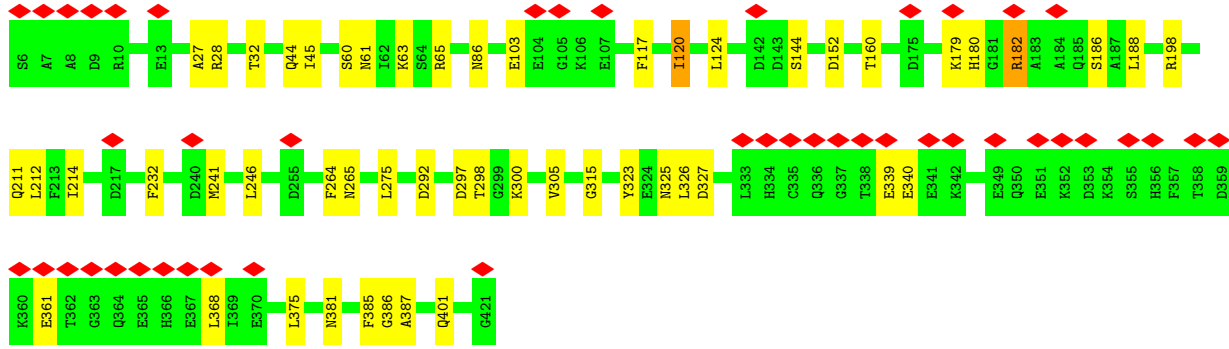 S6 A7 A8 D9 R10 E13 A27 R28 T32 Q44 I45 S60 N61 I62 K63 S64 R65 N86 E103 E104 G105 K106 E107 F117 I120 L124 D142 D143 S144 D152 T160 D175 K179 H180 G181 R182 A183 A184 Q185 S186 A187 L188 R198
Q211 L212 F213 I214 D217 F232 D240 M241 L246 D255 F264 N265 L275 D292 D297 T298 G299 K300 V305 G315 Y323 E324 N325 L326 D327 L333 H334 C335 Q336 G337 T338 E339 E340 E341 K342 E349 Q350 E351 K352 D353 K354 S355 H356 F357 T358 D359
K360 E361 T362 G363 Q364 E365 H366 E367 L368 I369 E370 L375 N381 F385 G386 A387 Q401 G421